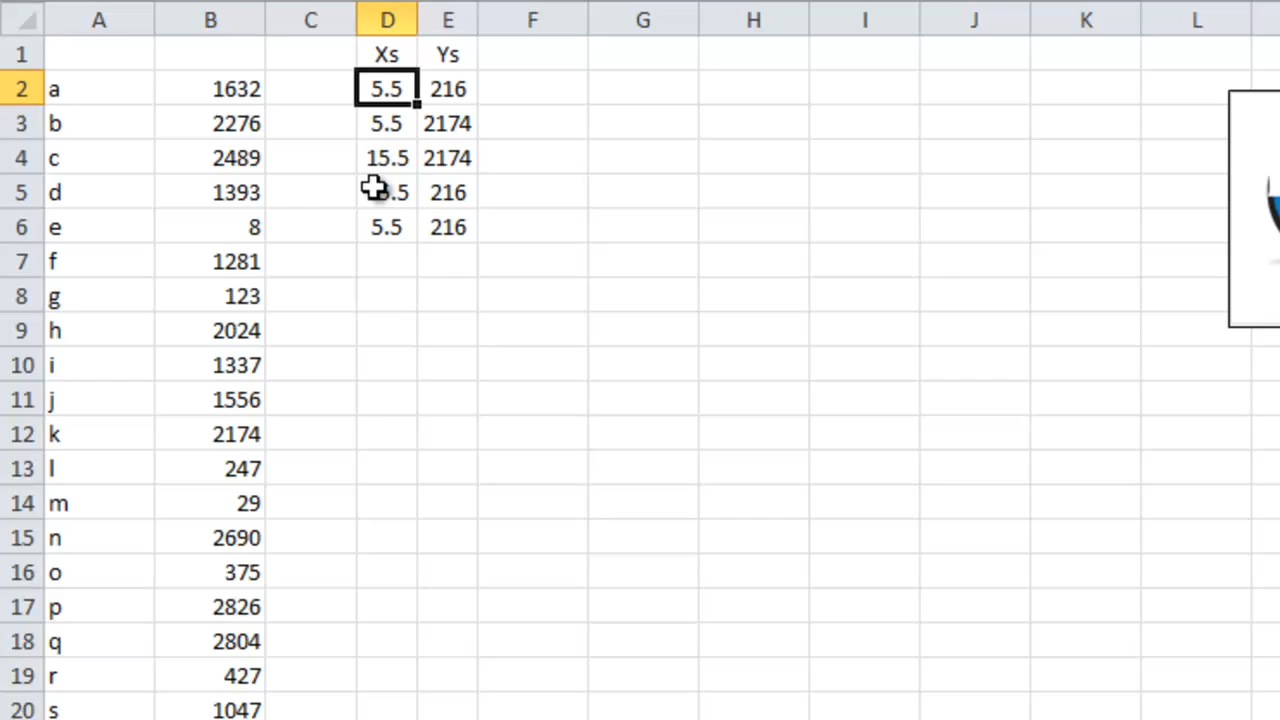 A B C D E F G H I J K L
1 Xs Ys
2 a 1632 5.5 216
3 b 2276 5.5 2174
4 c 2489 15.5 2174
5 d 1393 216
6 e 8 5.5 216
7 f 1281
8 g 123
9 h 2024
10 i 1337
11 j 1556
12 k 2174
13 l 247
14 m 29
15 n 2690
16 o 375
17 p 2826
18 q 2804
19 r 427
20 s 1047